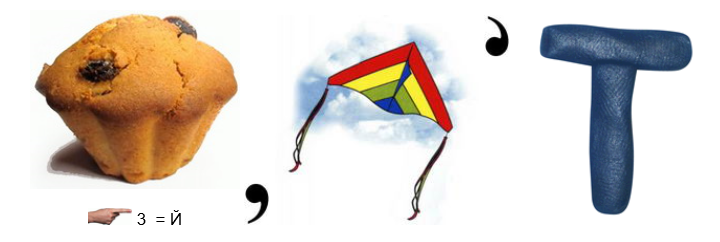 ’ Т
3 = Й ,